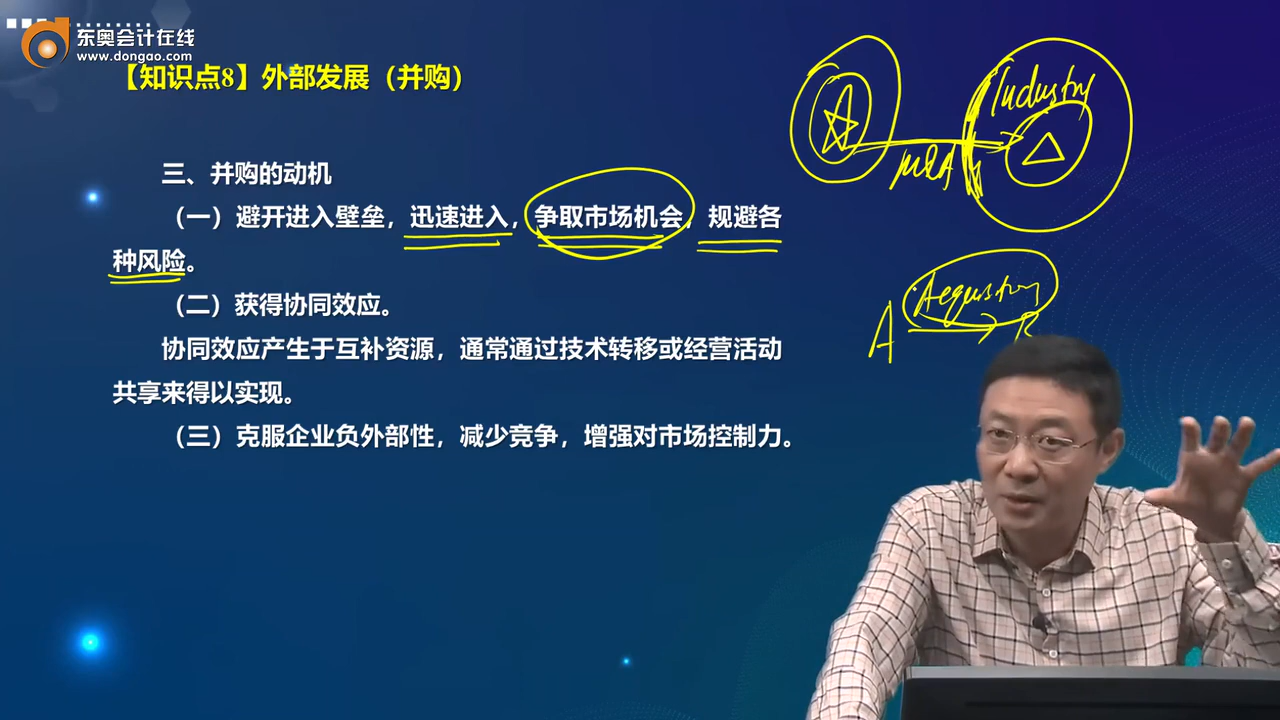 东奥会计在线
www.dongao.com
【知识点8】外部发展（并购）
Industry
M&A
三、并购的动机
（一）避开进入壁垒，迅速进入，争取市场机会，规避各
种风险。
（二）获得协同效应。
A
协同效应产生于互补资源，通常通过技术转移或经营活动
共享来得以实现。
（三）克服企业负外部性，减少竞争，增强对市场控制力。